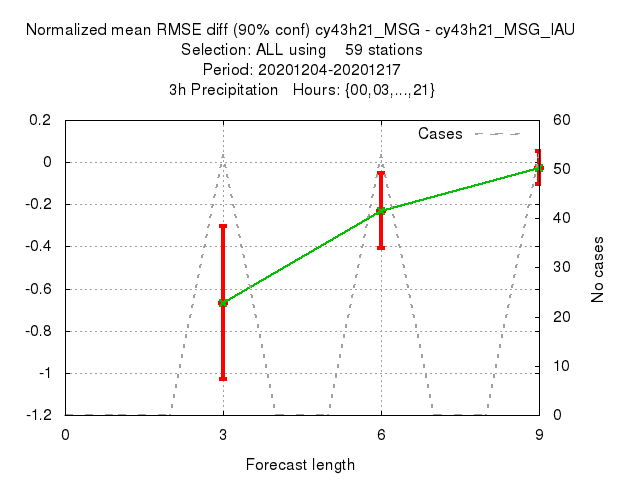 Normalized mean RMSE diff (90% conf) cy43h21_MSG - cy43h21_MSG_IAU
Selection: ALL using 59 stations
Period: 20201204-20201217
3h Precipitation Hours: {00,03,...,21}
Cases
0.2
0
-0.2
-0.4
-0.6
-0.8
-1
-1.2
60
50
40
30
20
10
0
No cases
0 3 6 9
Forecast length